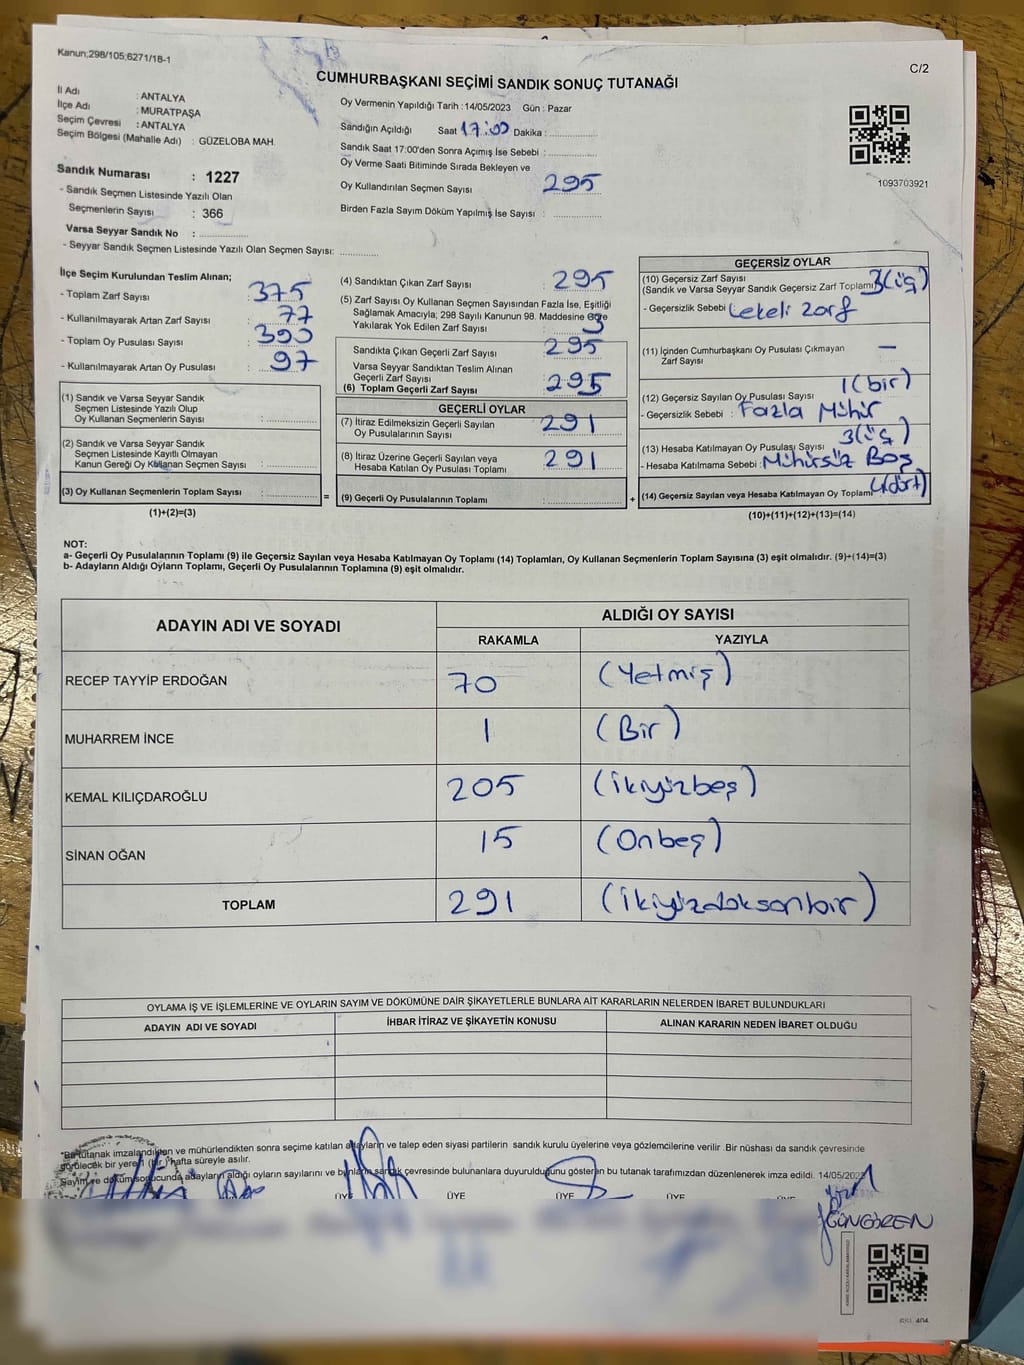 Kanun;298/105;6271/18-1
C/2
CUMHURBAŞKANI SEÇİMİ SANDIK SONUÇ TUTANAĞI
İl Adı : ANTALYA
İlçe Adı : MURATPAŞA
Seçim Çevresi : ANTALYA
Seçim Bölgesi (Mahalle Adı) : GÜZELOBA MAH.
Sandık Numarası : 1227
- Sandık Seçmen Listesinde Yazılı Olan
Seçmenlerin Sayısı : 366
Varsa Seyyar Sandık No :
- Seyyar Sandık Seçmen Listesinde Yazılı Olan Seçmen Sayısı:
Oy Vermenin Yapıldığı Tarih : 14/05/2023 Gün : Pazar
Sandığın Açıldığı Saat 17:00 Dakika :
Sandık Saat 17:00'den Sonra Açımış İse Sebebi :
Oy Verme Saati Bitiminde Sırada Bekleyen ve
Oy Kullandırılan Seçmen Sayısı 295
Birden Fazla Sayım Döküm Yapılmış İse Sayısı :
1093703921
İlçe Seçim Kurulundan Teslim Alınan;
- Toplam Zarf Sayısı : 375
- Kullanılmayarak Artan Zarf Sayısı : 77
- Toplam Oy Pusulası Sayısı : 390
- Kullanılmayarak Artan Oy Pusulası : 97
(1) Sandık ve Varsa Seyyar Sandık
Seçmen Listesinde Yazılı Olup
Oy Kullanan Seçmenlerin Sayısı :
(2) Sandık ve Varsa Seyyar Sandık
Seçmen Listesinde Kayıtlı Olmayan
Kanun Gereği Oy Kullanan Seçmen Sayısı :
(3) Oy Kullanan Seçmenlerin Toplam Sayısı : =
(1)+(2)=(3)
(4) Sandıktan Çıkan Zarf Sayısı : 295
(5) Zarf Sayısı Oy Kullanan Seçmen Sayısından Fazla İse, Eşitliği
Sağlamak Amacıyla; 298 Sayılı Kanunun 98. Maddesine Göre
Yakılarak Yok Edilen Zarf Sayısı : 3
Sandıkta Çıkan Geçerli Zarf Sayısı : 295
Varsa Seyyar Sandıktan Teslim Alınan
Geçerli Zarf Sayısı
(6) Toplam Geçerli Zarf Sayısı : 295
GEÇERLİ OYLAR
(7) İtiraz Edilmeksizin Geçerli Sayılan
Oy Pusulalarının Sayısı : 291
(8) İtiraz Üzerine Geçerli Sayılan veya
Hesaba Katılan Oy Pusulası Toplamı : 291
(9) Geçerli Oy Pusulalarının Toplamı : +
GEÇERSİZ OYLAR
(10) Geçersiz Zarf Sayısı
(Sandık ve Varsa Seyyar Sandık Geçersiz Zarf Toplamı) 3(üç)
- Geçersizlik Sebebi : Lekeli zarf
(11) İçinden Cumhurbaşkanı Oy Pusulası Çıkmayan
Zarf Sayısı —
1(bir)
(12) Geçersiz Sayılan Oy Pusulası Sayısı
- Geçersizlik Sebebi : Fazla Mühür
3(üç)
(13) Hesaba Katılmayan Oy Pusulası Sayısı
- Hesaba Katılmama Sebebi : Mühürsüz Boş
(14) Geçersiz Sayılan veya Hesaba Katılmayan Oy Toplamı 4(dört)
(10)+(11)+(12)+(13)=(14)
NOT:
a- Geçerli Oy Pusulalarının Toplamı (9) ile Geçersiz Sayılan veya Hesaba Katılmayan Oy Toplamı (14) Toplamları, Oy Kullanan Seçmenlerin Toplam Sayısına (3) eşit olmalıdır. (9)+(14)=(3)
b- Adayların Aldığı Oyların Toplamı, Geçerli Oy Pusulalarının Toplamına (9) eşit olmalıdır.
ADAYIN ADI VE SOYADI ALDIĞI OY SAYISI
RAKAMLA YAZIYLA
RECEP TAYYİP ERDOĞAN 70 (Yetmiş)
MUHARREM İNCE 1 (Bir)
KEMAL KILIÇDAROĞLU 205 (ikiyüzbeş)
SİNAN OĞAN 15 (Onbeş)
TOPLAM 291 (ikiyüzdoksanbir)
OYLAMA İŞ VE İŞLEMLERİNE VE OYLARIN SAYIM VE DÖKÜMÜNE DAİR ŞİKAYETLERLE BUNLARA AİT KARARLARIN NELERDEN İBARET BULUNDUKLARI
ADAYIN ADI VE SOYADI İHBAR İTİRAZ VE ŞİKAYETİN KONUSU ALINAN KARARIN NEDEN İBARET OLDUĞU
*Bu tutanak imzalandıkten ve mühürlendikten sonra seçime katılan adayların ve talep eden siyasi partilerin sandık kurulu üyelerine veya gözlemcilerine verilir. Bir nüshası da sandık çevresinde
görülecek bir yere (bir) hafta süreyle asılır.
Sayım ve döküm sonucunda adayların aldığı oyların sayılarını ve bunların sandık çevresinde bulunanlara duyurulduğunu gösteren bu tutanak tarafımızdan düzenlenerek imza edildi. 14/05/2023
ÜYE ÜYE ÜYE ÜYE ÜYE
GÜNGÖREN